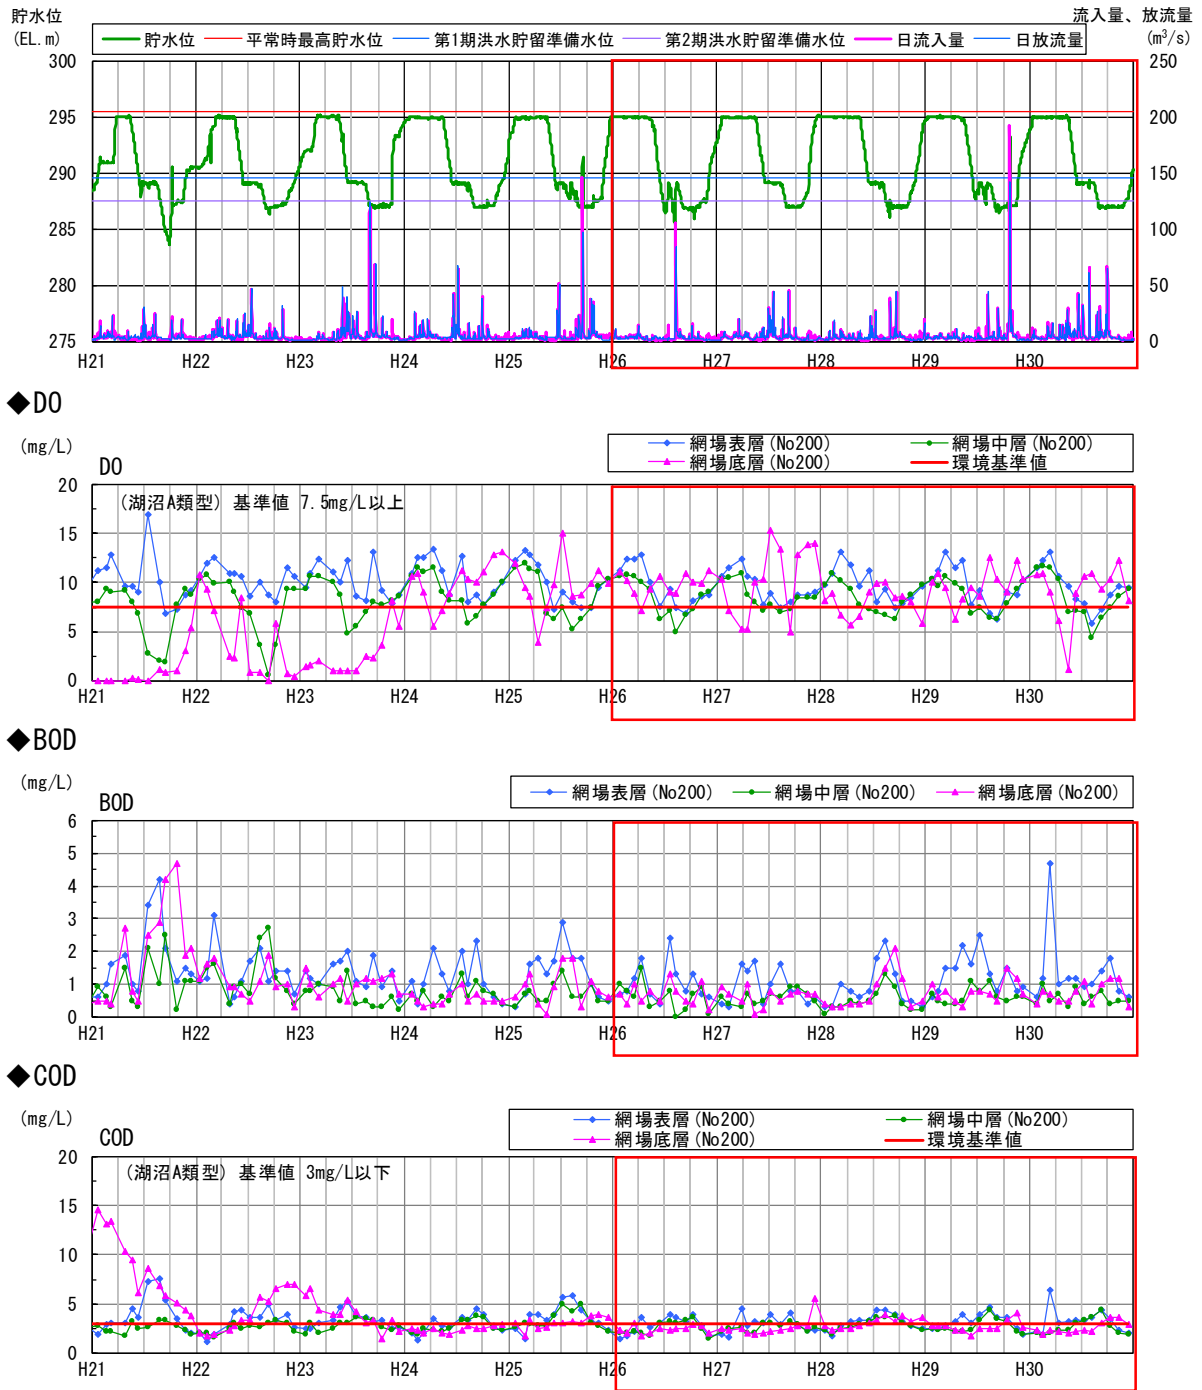 貯水位 流入量、放流量
(EL.m) (m³/s)
貯水位 平常時最高貯水位 第1期洪水貯留準備水位 第2期洪水貯留準備水位 日流入量 日放流量
300 250
295 200
290 150
285 100
280 50
275 0
H21 H22 H23 H24 H25 H26 H27 H28 H29 H30
◆DO
(mg/L)
網場表層(No200) 網場中層(No200)
網場底層(No200) 環境基準値
DO
20
(湖沼A類型) 基準値 7.5mg/L以上
15
10
5
0
H21 H22 H23 H24 H25 H26 H27 H28 H29 H30
◆BOD
(mg/L)
網場表層(No200) 網場中層(No200) 網場底層(No200)
BOD
6
5
4
3
2
1
0
H21 H22 H23 H24 H25 H26 H27 H28 H29 H30
◆COD
(mg/L)
網場表層(No200) 網場中層(No200)
網場底層(No200) 環境基準値
COD
20
(湖沼A類型) 基準値 3mg/L以下
15
10
5
0
H21 H22 H23 H24 H25 H26 H27 H28 H29 H30